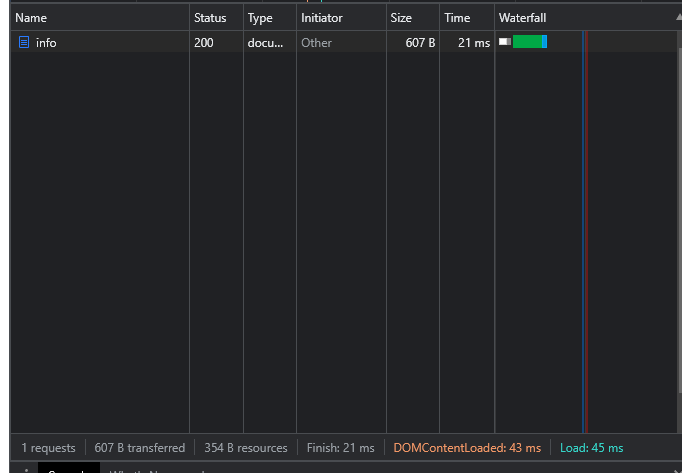 Name Status Type Initiator Size Time Waterfall
info 200 docu... Other 607 B 21 ms
1 requests 607 B transferred 354 B resources Finish: 21 ms DOMContentLoaded: 43 ms Load: 45 ms